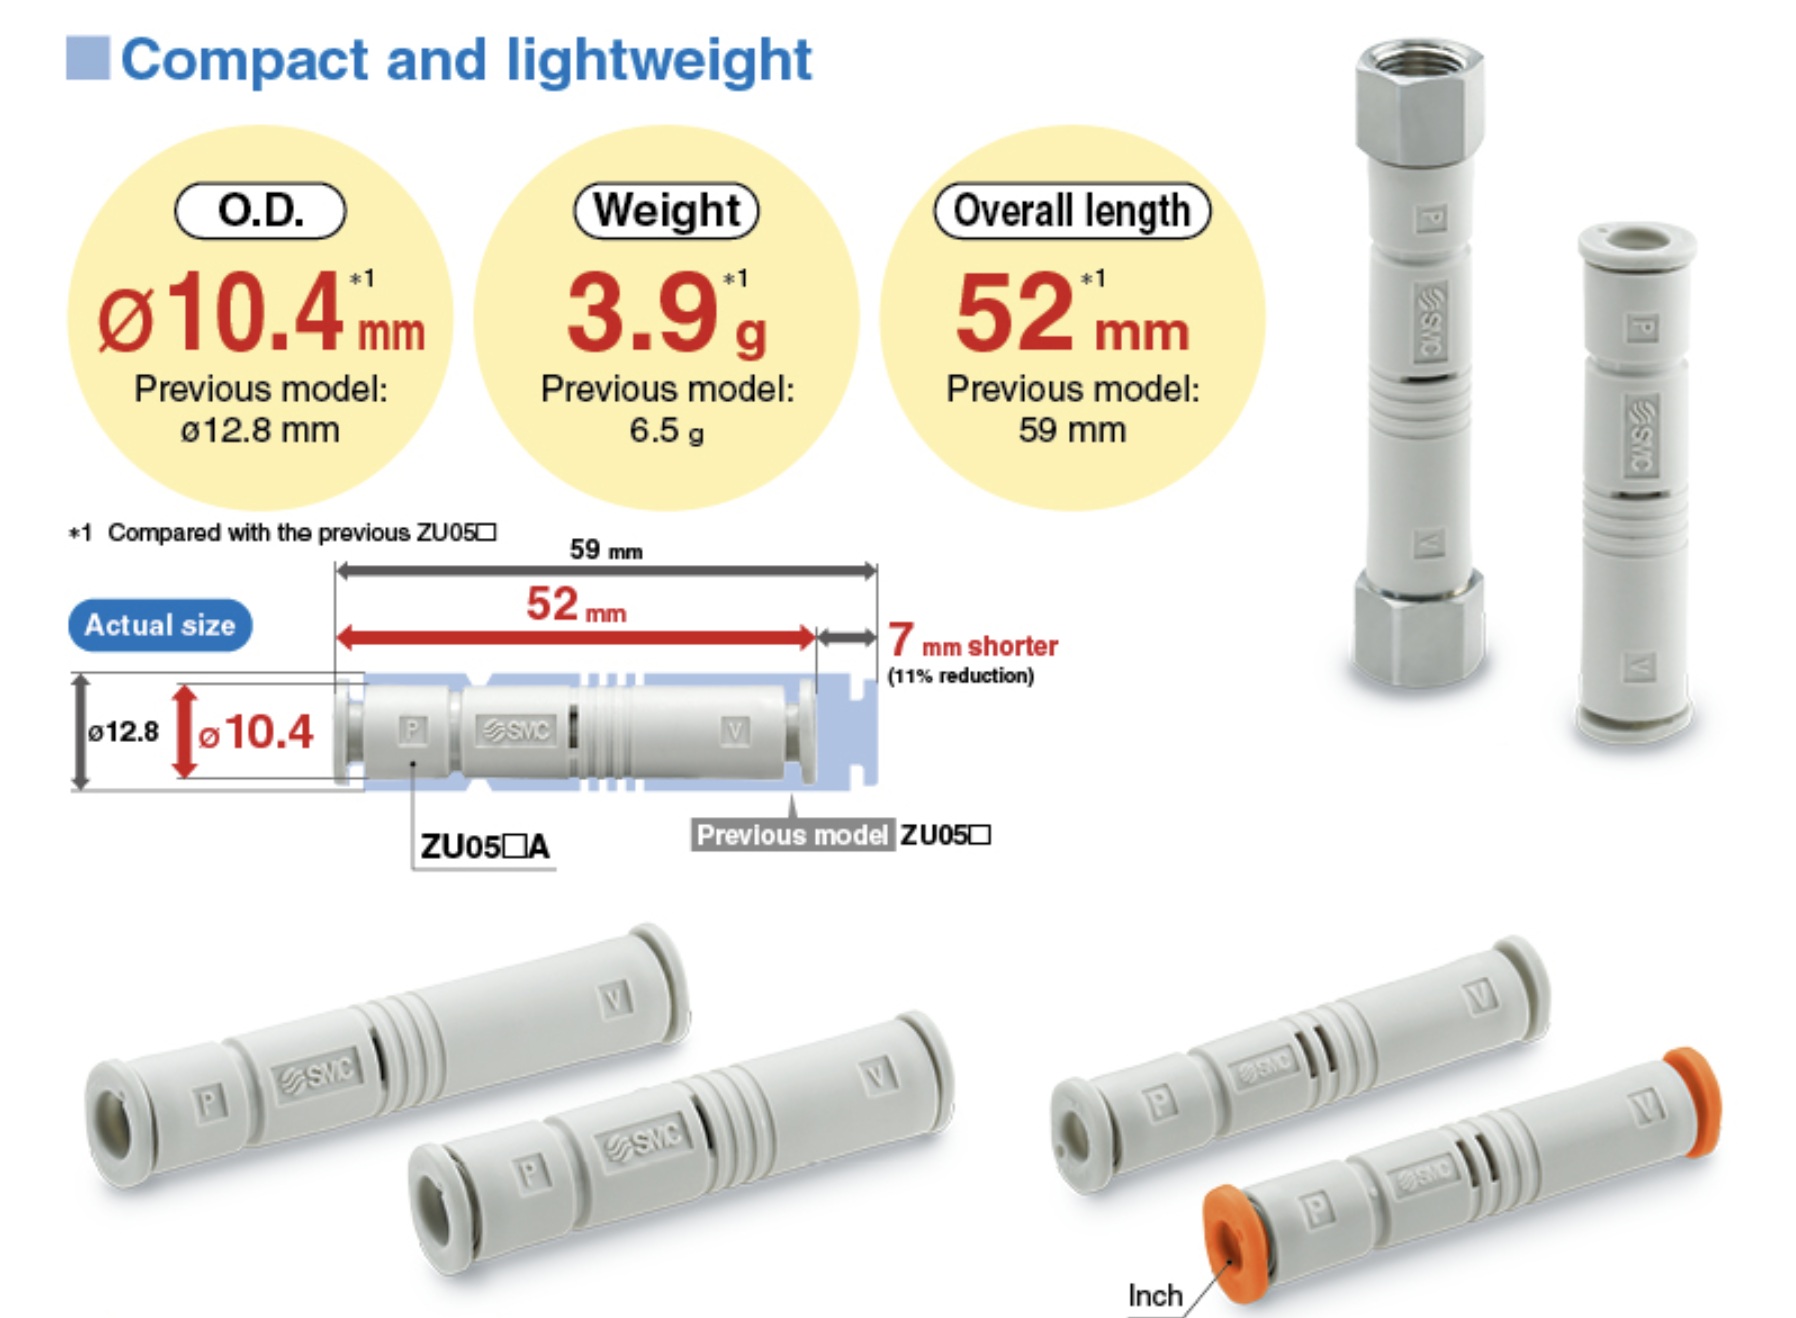 Compact and lightweight
O.D.
ø10.4 mm *1
Previous model:
ø12.8 mm
Weight
3.9 g *1
Previous model:
6.5 g
Overall length
52 mm *1
Previous model:
59 mm
*1 Compared with the previous ZU05□
59 mm
52 mm
Actual size
7 mm shorter
(11% reduction)
ø12.8
ø10.4
P
SMC
V
ZU05□A
Previous model ZU05□
P
SMC
V
P
SMC
V
P
SMC
V
P
SMC
V
P
SMC
V
P
SMC
V
Inch